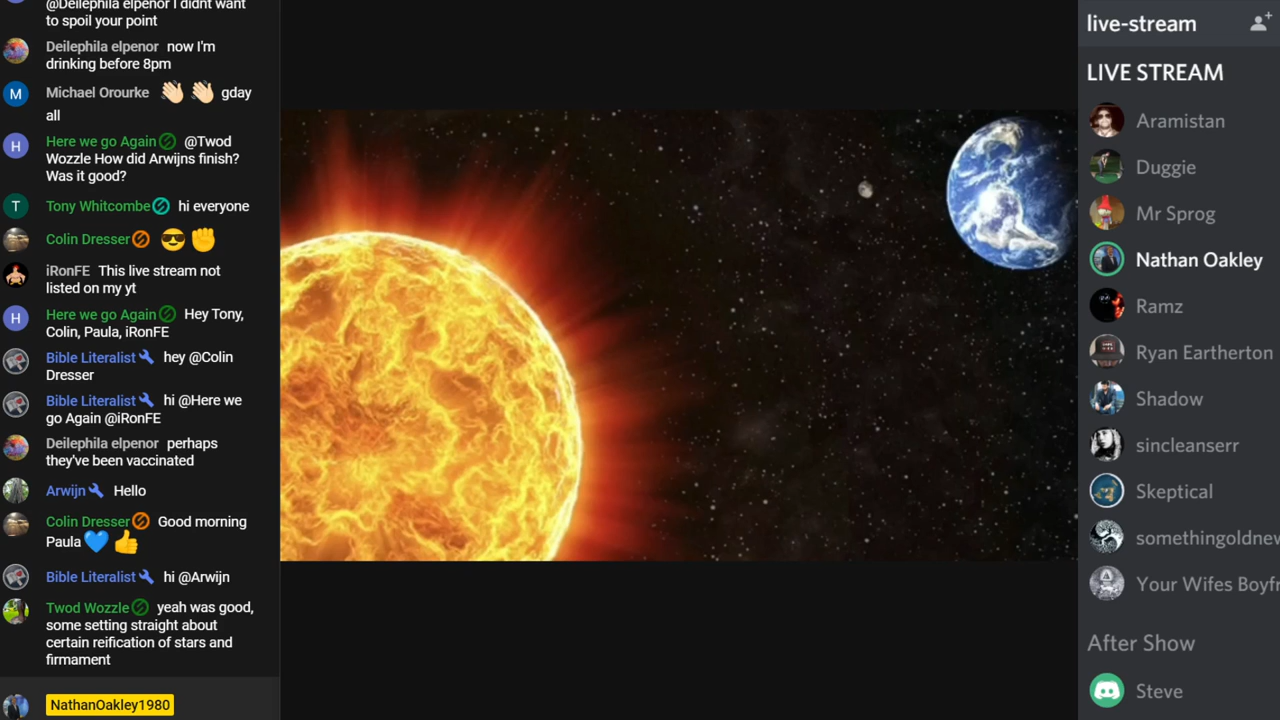 @Deilephila elpenor I didnt want
to spoil your point
Deilephila elpenor now I'm
drinking before 8pm
M
Michael Orourke 👋🏻 👋🏻 gday
all
H
Here we go Again @Twod
Wozzle How did Arwijns finish?
Was it good?
T
Tony Whitcombe hi everyone
Colin Dresser 😎 ✊
iRonFE This live stream not
listed on my yt
H
Here we go Again Hey Tony,
Colin, Paula, iRonFE
Bible Literalist hey @Colin
Dresser
Bible Literalist hi @Here we
go Again @iRonFE
Deilephila elpenor perhaps
they've been vaccinated
Arwijn Hello
Colin Dresser Good morning
Paula 💙 👍
Bible Literalist hi @Arwijn
Twod Wozzle yeah was good,
some setting straight about
certain reification of stars and
firmament
NathanOakley1980
live-stream
LIVE STREAM
Aramistan
Duggie
Mr Sprog
Nathan Oakley
Ramz
Ryan Eartherton
Shadow
sincleanserr
Skeptical
somethingoldnew
Your Wifes Boyfr
After Show
Steve